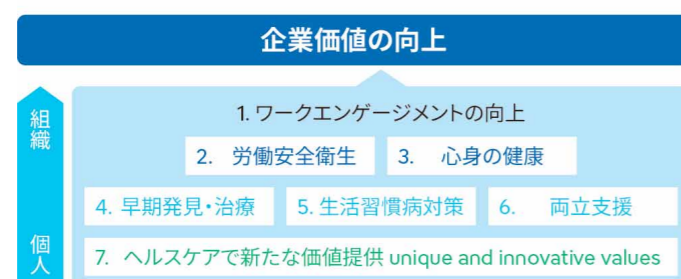 企業価値の向上
組織
1. ワークエンゲージメントの向上
2. 労働安全衛生
3. 心身の健康
4. 早期発見・治療
5. 生活習慣病対策
6. 両立支援
個人
7. ヘルスケアで新たな価値提供 unique and innovative values